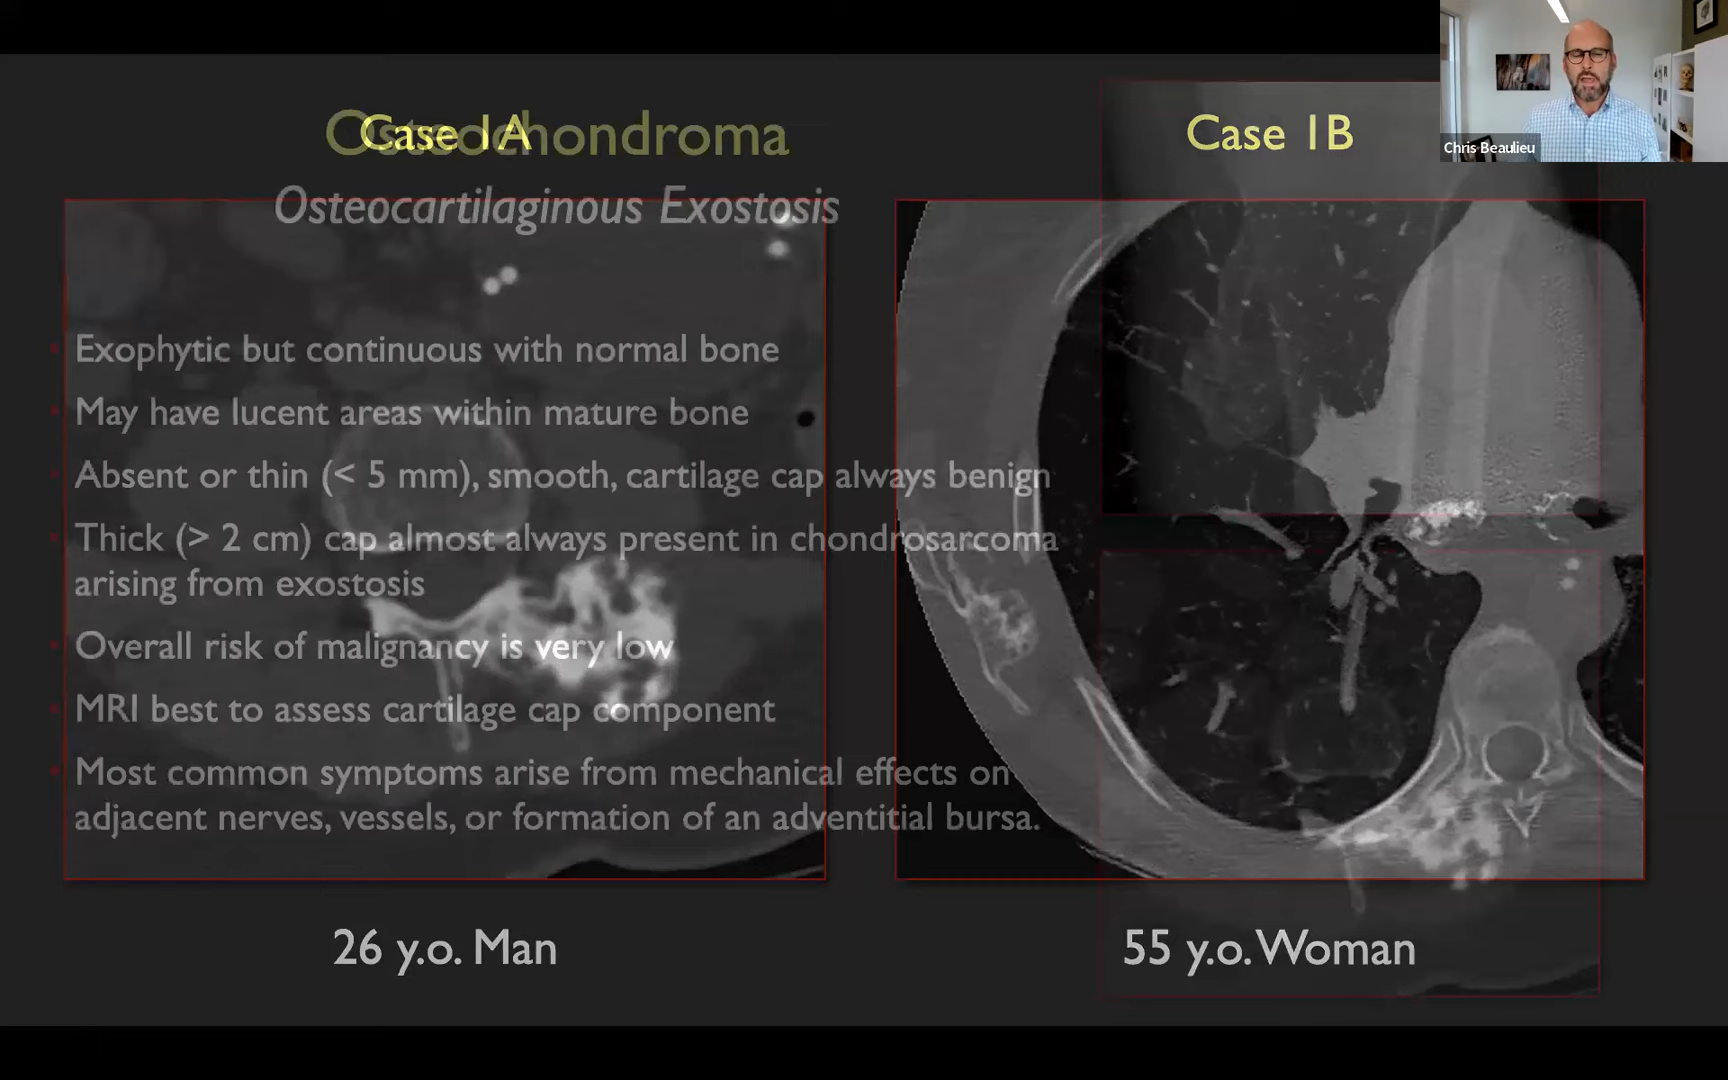 Case 1A
Osteochondroma
Case 1B
Chris Beaulieu
Osteocartilaginous Exostosis
Exophytic but continuous with normal bone
May have lucent areas within mature bone
Absent or thin (< 5 mm), smooth, cartilage cap always benign
Thick (> 2 cm) cap almost always present in chondrosarcoma
arising from exostosis
Overall risk of malignancy is very low
MRI best to assess cartilage cap component
Most common symptoms arise from mechanical effects on
adjacent nerves, vessels, or formation of an adventitial bursa.
26 y.o. Man
55 y.o. Woman